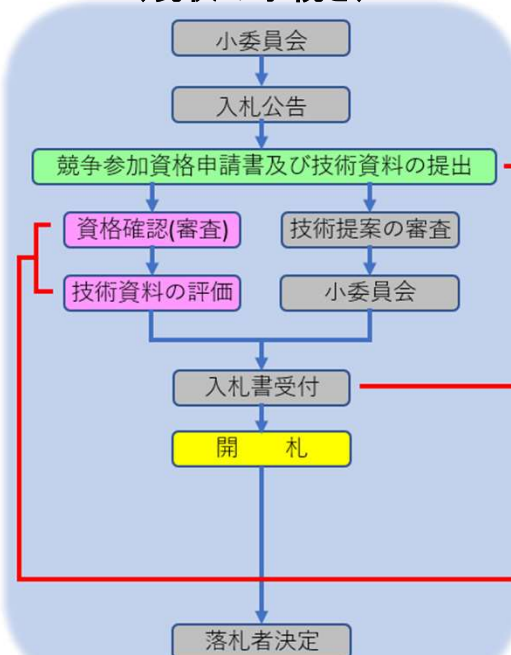 小委員会
入札公告
競争参加資格申請書及び技術資料の提出
資格確認(審査)
技術提案の審査
技術資料の評価
小委員会
入札書受付
開　　札
落札者決定